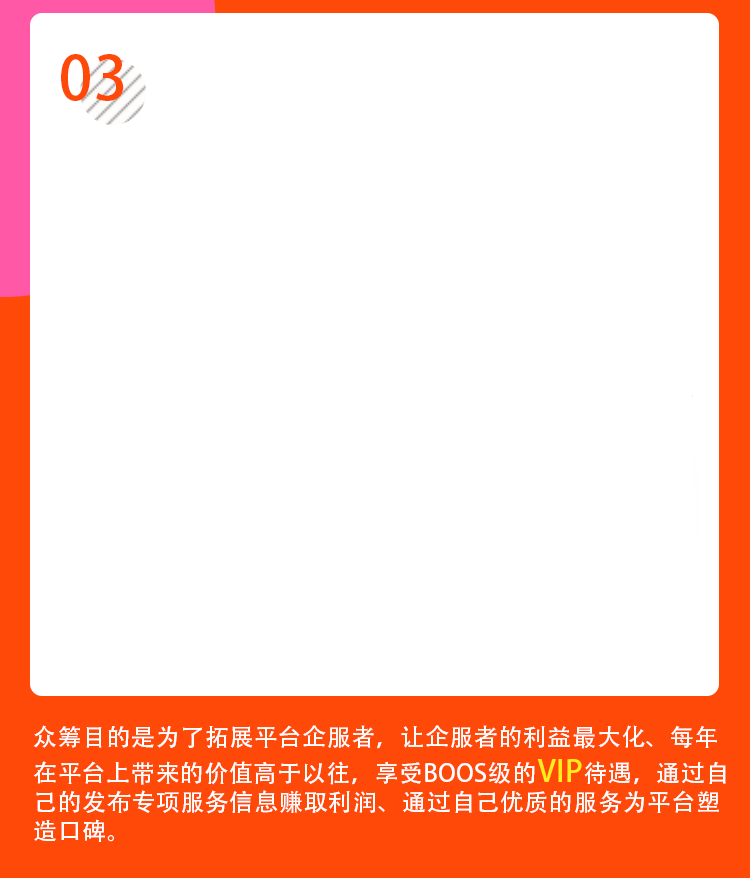 03
众筹目的是为了拓展平台企服者，让企服者的利益最大化、每年
在平台上带来的价值高于以往，享受BOOS级的VIP待遇，通过自
己的发布专项服务信息赚取利润、通过自己优质的服务为平台塑
造口碑。